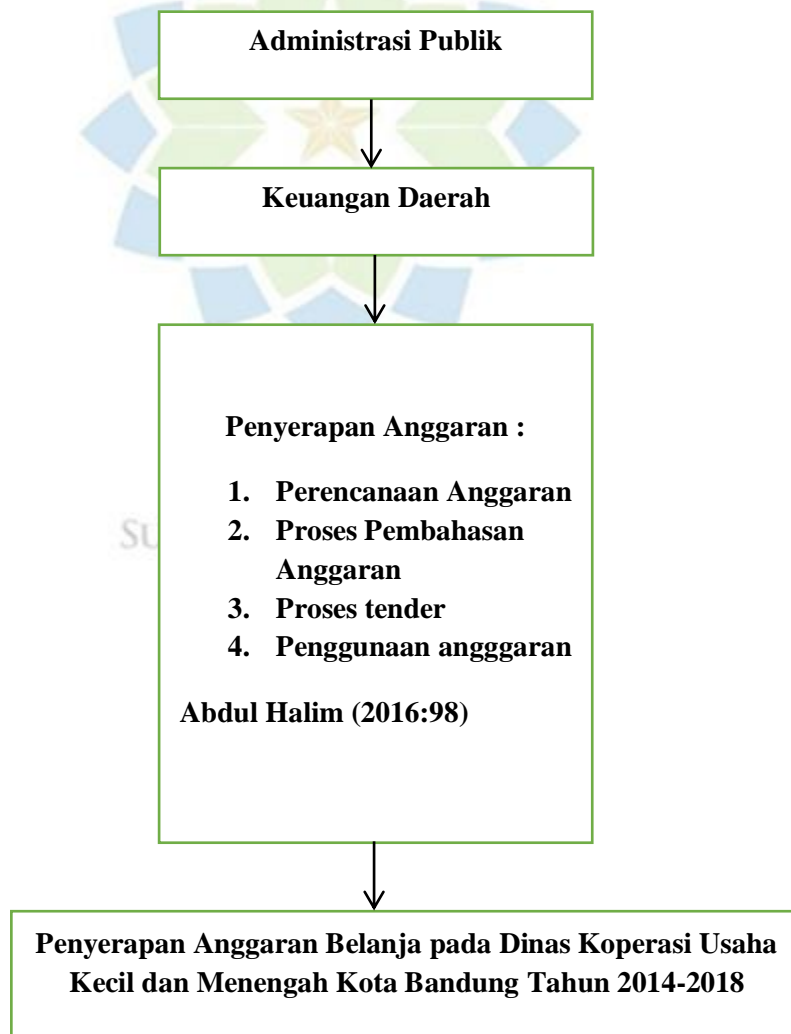 Administrasi Publik
Keuangan Daerah
Penyerapan Anggaran :
1. Perencanaan Anggaran
2. Proses Pembahasan
Anggaran
3. Proses tender
4. Penggunaan angggaran
Abdul Halim (2016:98)
Penyerapan Anggaran Belanja pada Dinas Koperasi Usaha
Kecil dan Menengah Kota Bandung Tahun 2014-2018